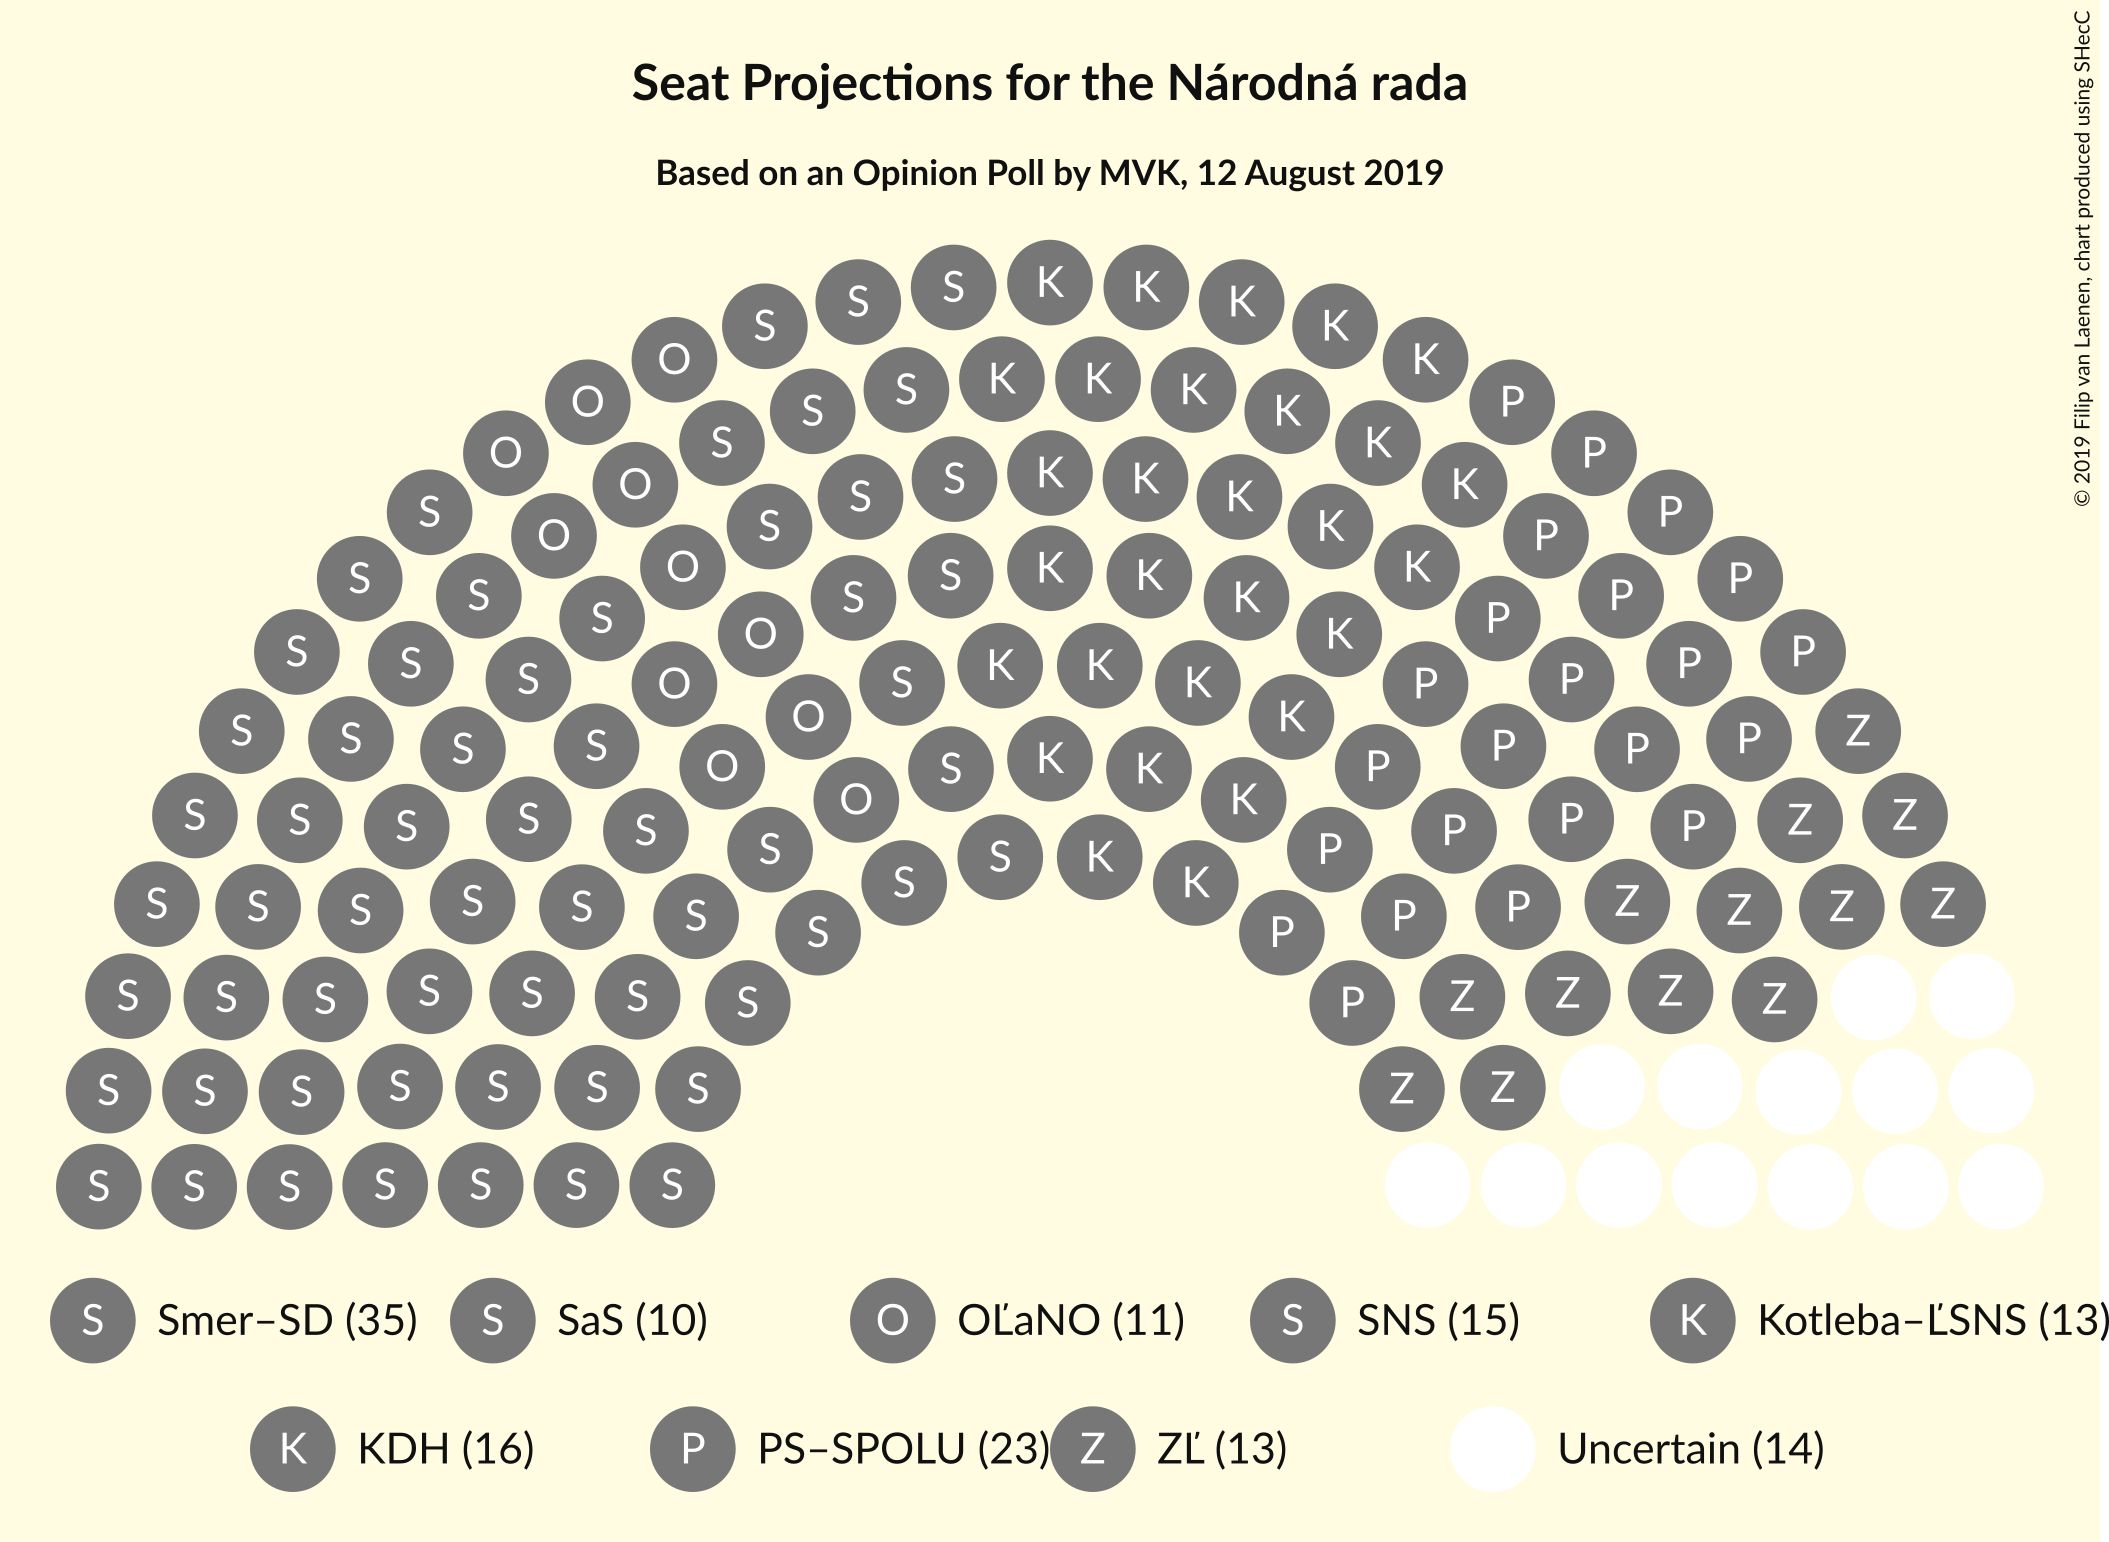 Seat Projections for the Národná rada
Based on an Opinion Poll by MVK, 12 August 2019
© 2019 Filip van Laenen, chart produced using SHecC
S S S K K K K K
O S K K K K
O S K P
O S K P
O S S K K K K
S O S K P P
S S O S S K K K K P P
S O K P
S S S O S K K K P P P P
S S S S O K P P P Z
O S K K P
S S S S S O K P P P Z Z
S S S K K P
S S S S S S S P P P Z Z Z Z
S S S S S S S P Z Z Z Z
S S S S S S S Z Z
S S S S S S S
S Smer–SD (35) S SaS (10) O OĽaNO (11) S SNS (15) K Kotleba–ĽSNS (13)
K KDH (16) P PS–SPOLU (23) Z ZĽ (13) Uncertain (14)